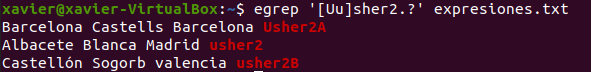 xavier@xavier-VirtualBox:~$ egrep '[Uu]sher2.?' expresiones.txt
Barcelona Castells Barcelona Usher2A
Albacete Blanca Madrid usher2
Castellón Sogorb valencia usher2B